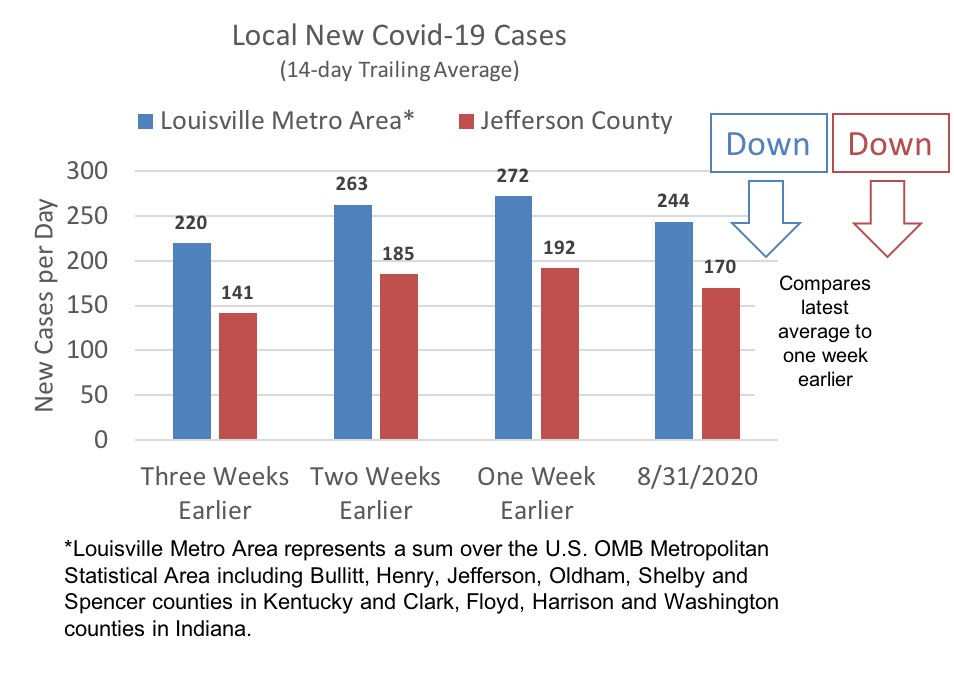 Local New Covid-19 Cases
(14-day Trailing Average)
Louisville Metro Area* Jefferson County
Down Down
New Cases per Day
300
250
200
150
100
50
0
220
141
263
185
272
192
244
170
Compares
latest
average to
one week
earlier
Three Weeks
Earlier
Two Weeks
Earlier
One Week
Earlier
8/31/2020
*Louisville Metro Area represents a sum over the U.S. OMB Metropolitan
Statistical Area including Bullitt, Henry, Jefferson, Oldham, Shelby and
Spencer counties in Kentucky and Clark, Floyd, Harrison and Washington
counties in Indiana.